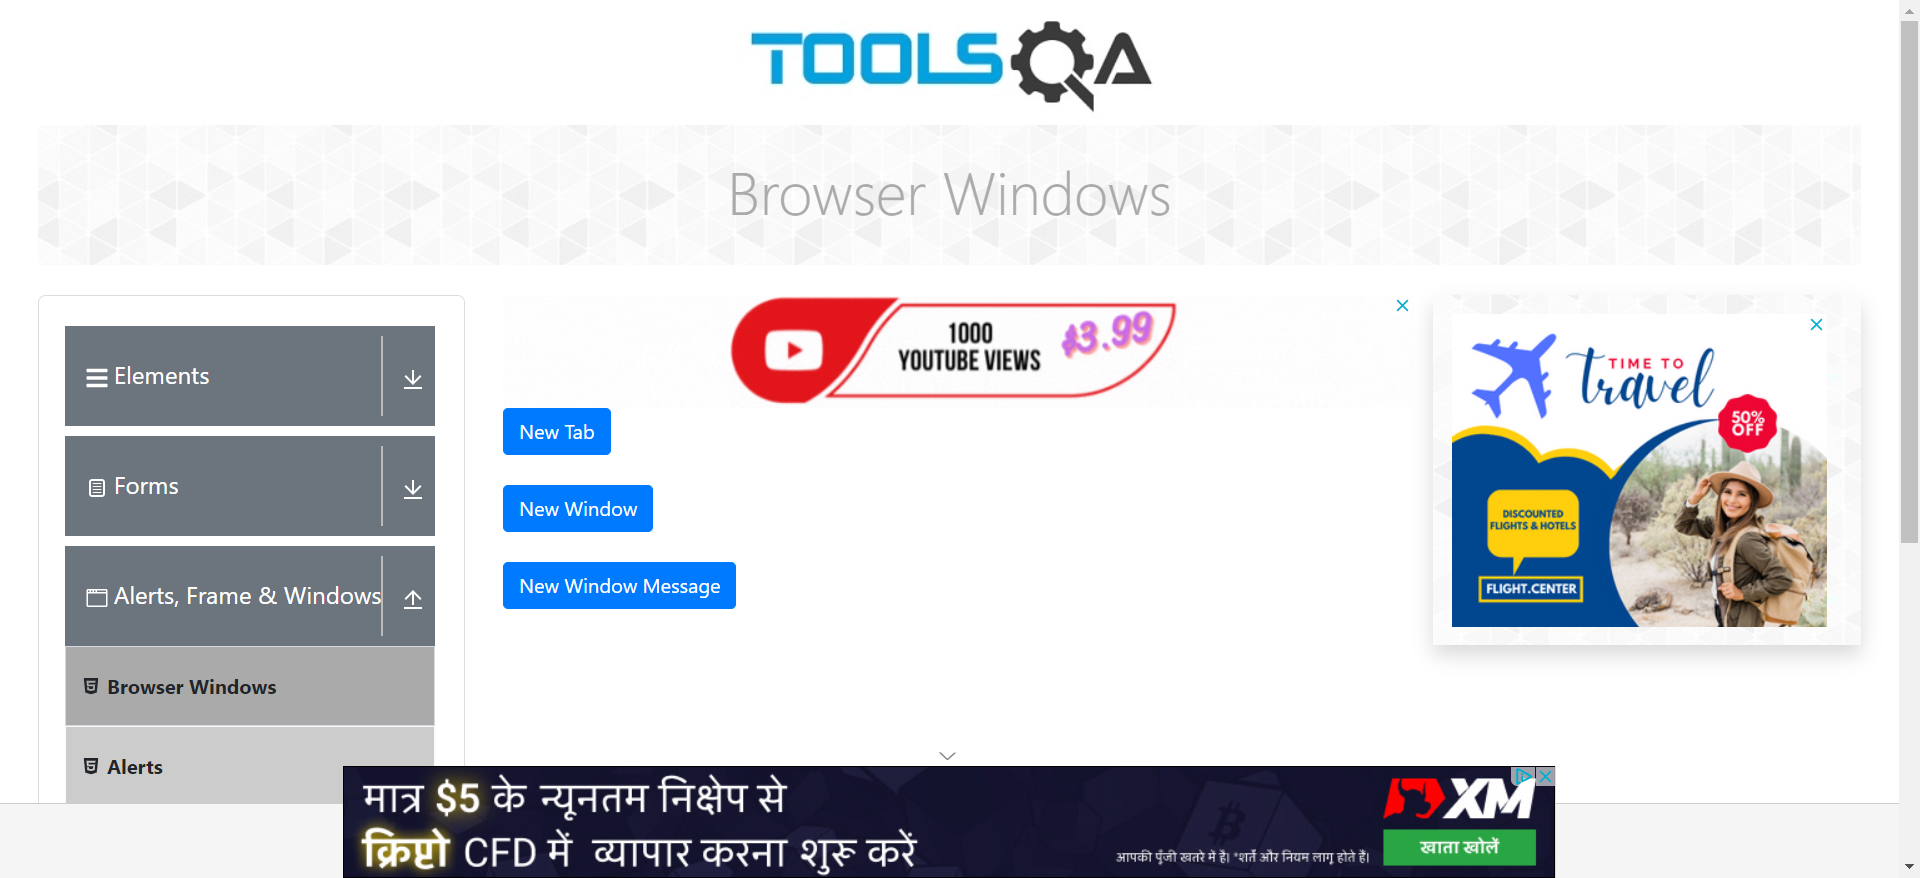 TOOLSQA
Browser Windows
Elements
Forms
Alerts, Frame & Windows
Browser Windows
Alerts
1000
YOUTUBE VIEWS
$3.99
New Tab
New Window
New Window Message
TIME TO
travel
50%
OFF
DISCOUNTED
FLIGHTS & HOTELS
FLIGHT.CENTER
मात्र $5 के न्यूनतम निक्षेप से
क्रिप्टो CFD में व्यापार करना शुरू करें
आपकी पूँजी खतरे में है। *शर्तें और नियम लागू होते हैं।
XM
खाता खोलें